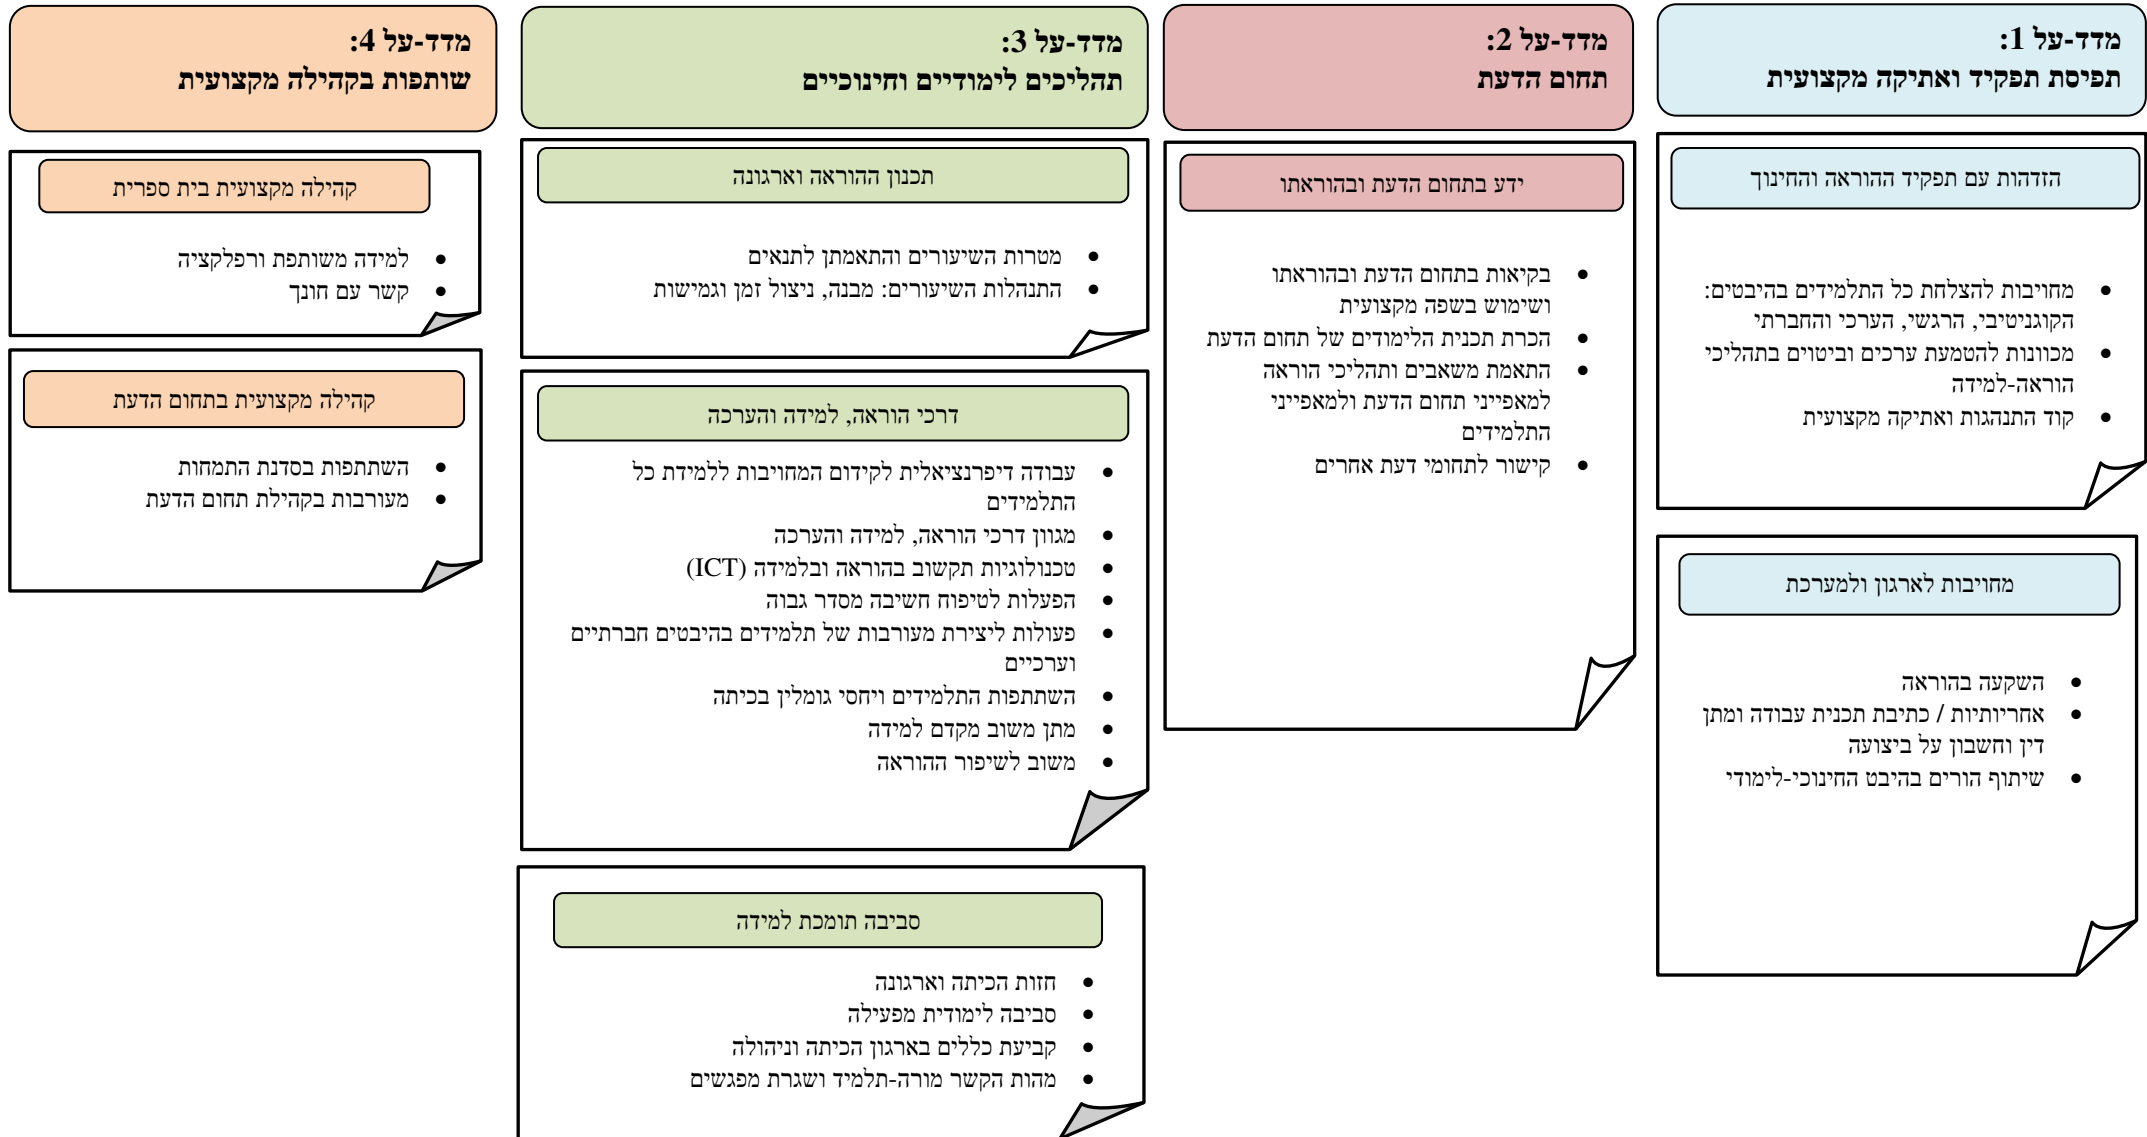 מדד-על 1:
תפיסת תפקיד ואתיקה מקצועית
הזדהות עם תפקיד ההוראה והחינוך
• מחויבות להצלחת כל התלמידים בהיבטים:
הקוגניטיבי, הרגשי, הערכי והחברתי
• מכוונות להטמעת ערכים וביטוים בתהליכי
הוראה-למידה
• קוד התנהגות ואתיקה מקצועית
מחויבות לארגון ולמערכת
• השקעה בהוראה
• אחריותיות / כתיבת תכנית עבודה ומתן
דין וחשבון על ביצועה
• שיתוף הורים בהיבט החינוכי-לימודי
מדד-על 2:
תחום הדעת
ידע בתחום הדעת ובהוראתו
• בקיאות בתחום הדעת ובהוראתו
ושימוש בשפה מקצועית
• הכרת תכנית הלימודים של תחום הדעת
• התאמת משאבים ותהליכי הוראה
למאפייני תחום הדעת ולמאפייני
התלמידים
• קישור לתחומי דעת אחרים
מדד-על 3:
תהליכים לימודיים וחינוכיים
תכנון ההוראה וארגונה
• מטרות השיעורים והתאמתן לתנאים
• התנהלות השיעורים: מבנה, ניצול זמן וגמישות
דרכי הוראה, למידה והערכה
• עבודה דיפרנציאלית לקידום המחויבות ללמידת כל
התלמידים
• מגוון דרכי הוראה, למידה והערכה
• טכנולוגיות תקשוב בהוראה ובלמידה (ICT)
• הפעלות לטיפוח חשיבה מסדר גבוה
• פעולות ליצירת מעורבות של תלמידים בהיבטים חברתיים
וערכיים
• השתתפות התלמידים ויחסי גומלין בכיתה
• מתן משוב מקדם למידה
• משוב לשיפור ההוראה
סביבה תומכת למידה
• חזות הכיתה וארגונה
• סביבה לימודית מפעילה
• קביעת כללים בארגון הכיתה וניהולה
• מהות הקשר מורה-תלמיד ושגרת מפגשים
מדד-על 4:
שותפות בקהילה מקצועית
קהילה מקצועית בית ספרית
• למידה משותפת ורפלקציה
• קשר עם חונך
קהילה מקצועית בתחום הדעת
• השתתפות בסדנת התמחות
• מעורבות בקהילת תחום הדעת